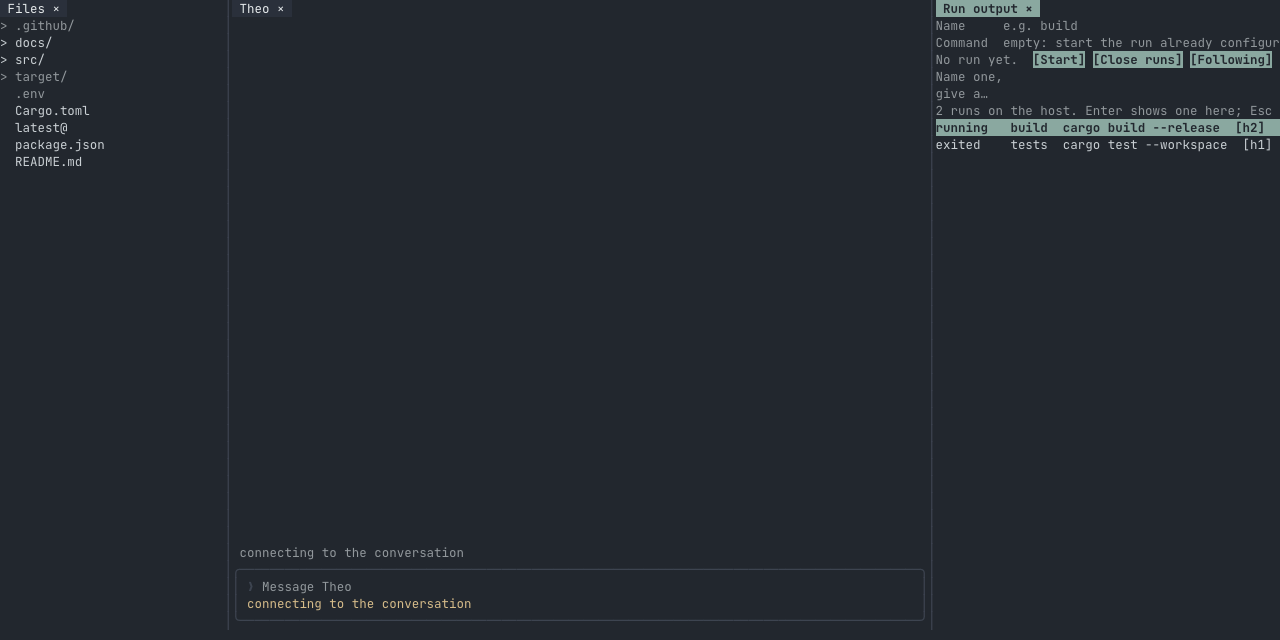 Files ×
> .github/
> docs/
> src/
> target/
.env
Cargo.toml
latest@
package.json
README.md
Theo ×
connecting to the conversation
) Message Theo
connecting to the conversation
Run output ×
Name e.g. build
Command empty: start the run already configur
No run yet. [Start] [Close runs] [Following]
Name one,
give a…
2 runs on the host. Enter shows one here; Esc
running build cargo build --release [h2]
exited tests cargo test --workspace [h1]